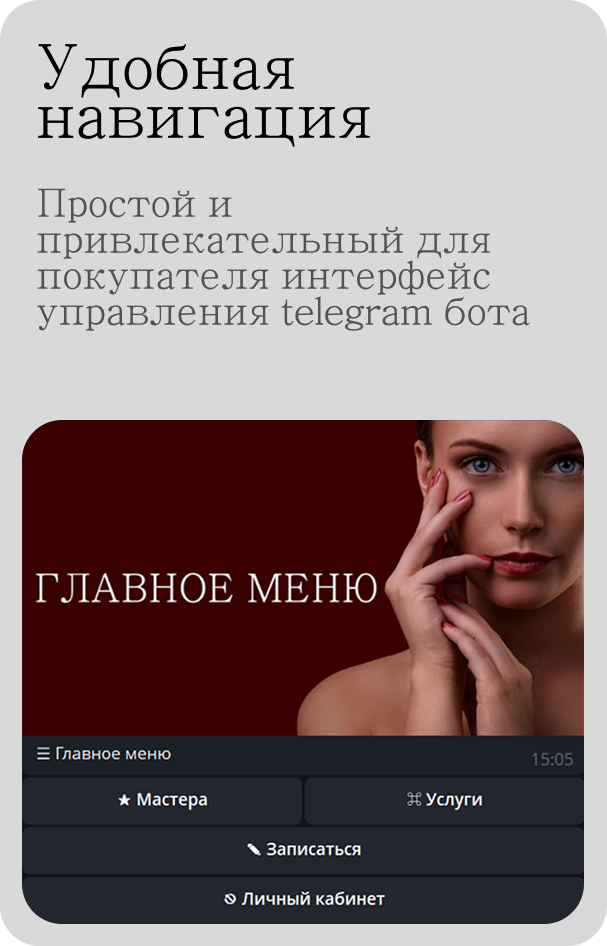 Удобная
навигация
Простой и
привлекательный для
покупателя интерфейс
управления telegram бота
ГЛАВНОЕ МЕНЮ
☰ Главное меню
15:05
★ Мастера
⌘ Услуги
✎ Записаться
⦰ Личный кабинет